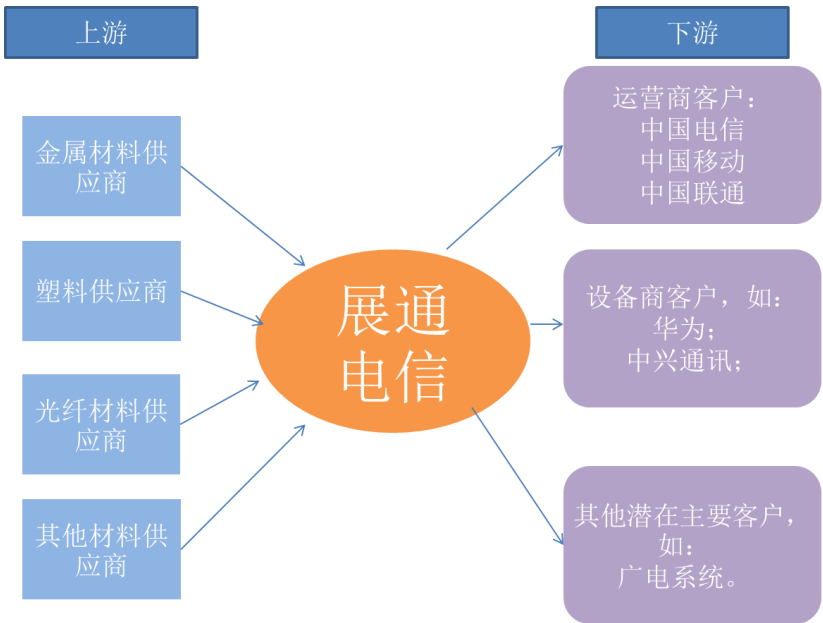 上游
下游
金属材料供
应商
塑料供应商
光纤材料供
应商
其他材料供
应商
展通
电信
运营商客户：
中国电信
中国移动
中国联通
设备商客户，如：
华为；
中兴通讯；
其他潜在主要客户，
如：
广电系统。